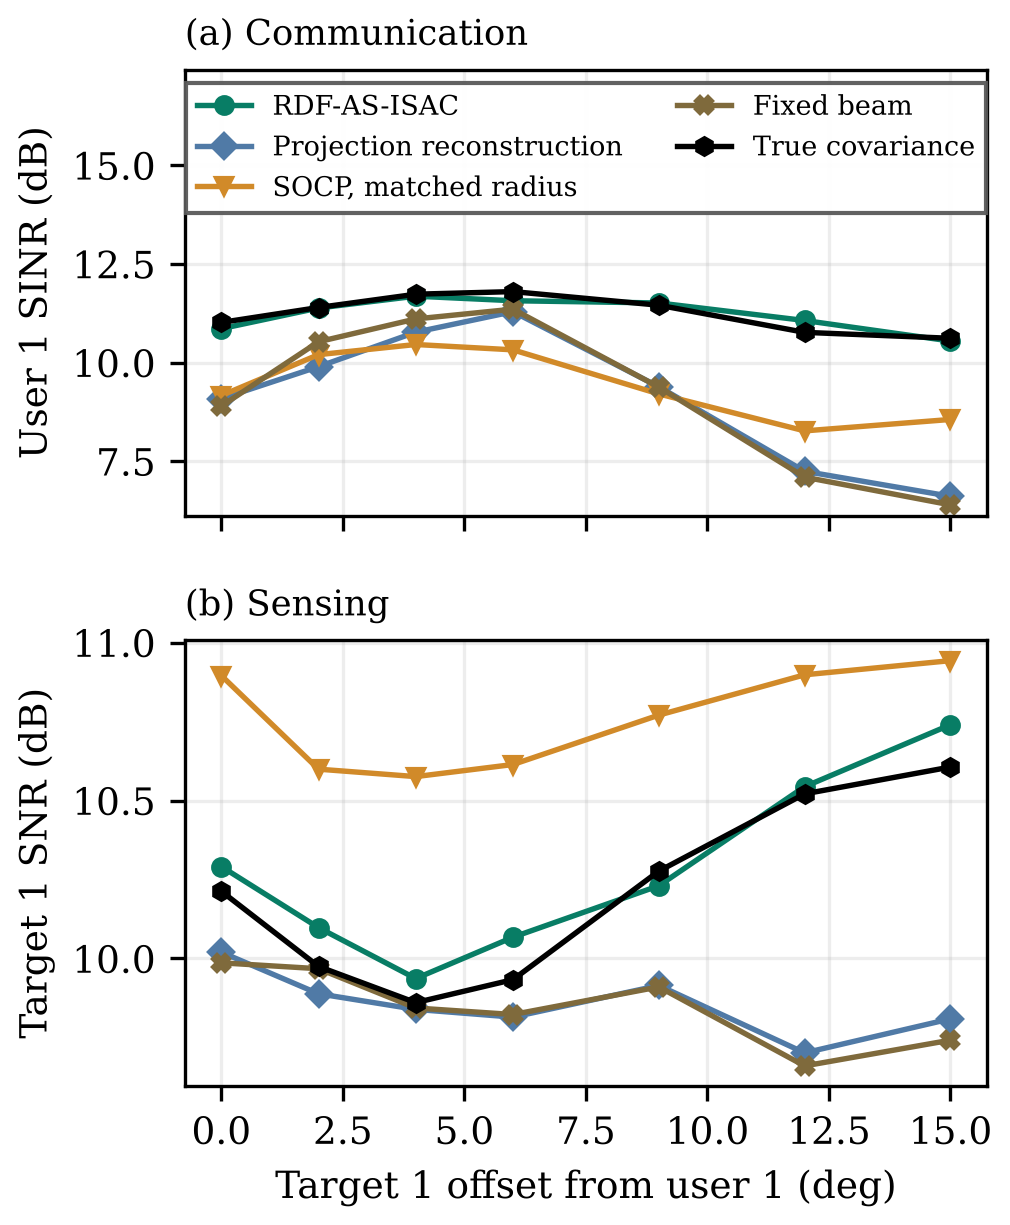 (a) Communication
RDF-AS-ISAC
Projection reconstruction
SOCP, matched radius
Fixed beam
True covariance
User 1 SINR (dB)
15.0
12.5
10.0
7.5
(b) Sensing
Target 1 SNR (dB)
11.0
10.5
10.0
0.0 2.5 5.0 7.5 10.0 12.5 15.0
Target 1 offset from user 1 (deg)